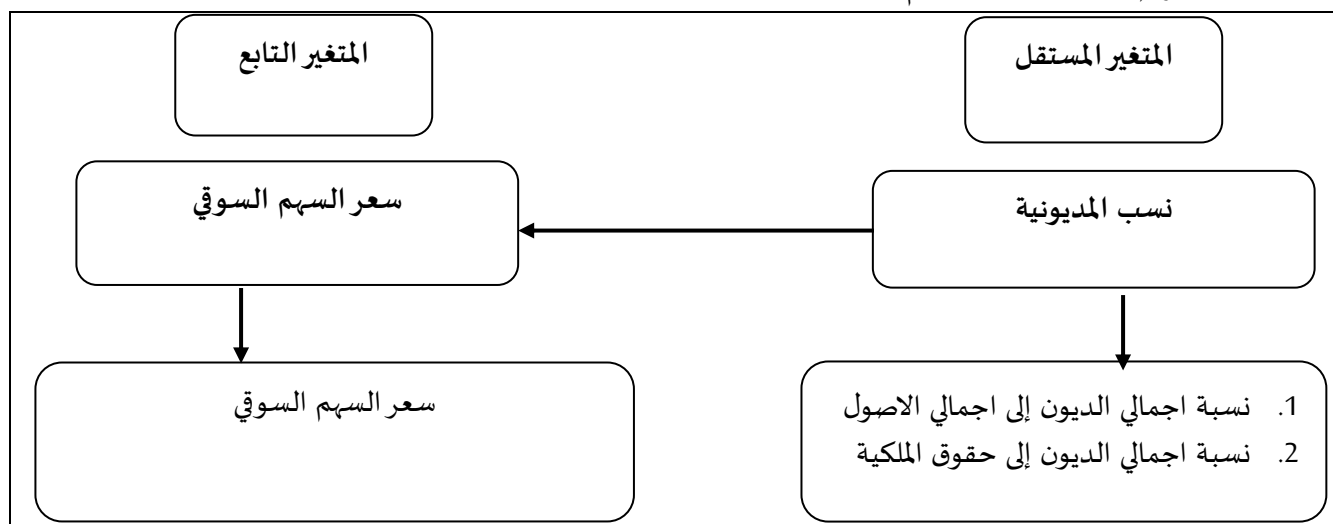 المتغير المستقل
المتغير التابع
نسب المديونية
سعر السهم السوقي
1. نسبة اجمالي الديون إلى اجمالي الاصول
2. نسبة اجمالي الديون إلى حقوق الملكية
سعر السهم السوقي